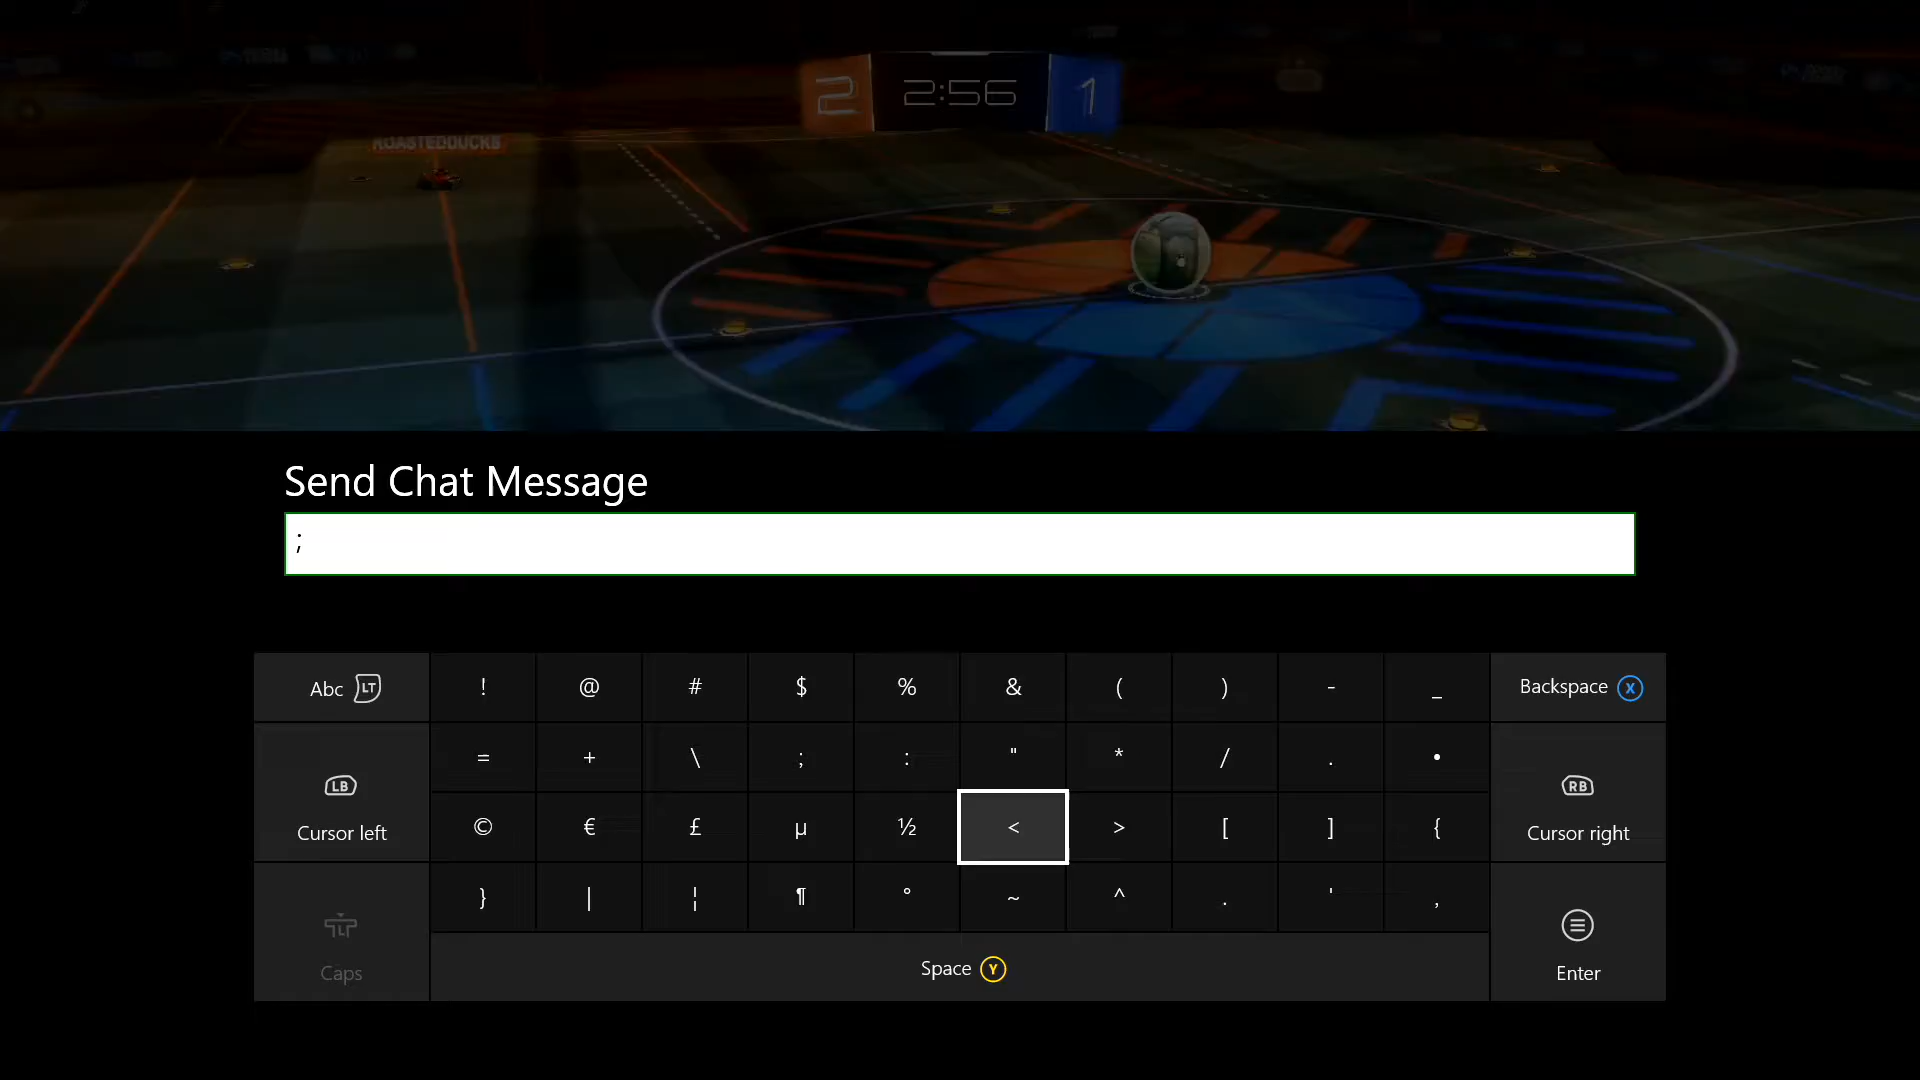 2 2:56 1
ROASTEDDUCKS
Send Chat Message
;
Abc LT ! @ # $ % & ( ) - _ Backspace X
= + \ ; : " * / . •
LB Cursor left © € £ µ ½ < > [ ] { RB Cursor right
} | ¦ ¶ ° ~ ^ . ' ,
Caps Space Y Enter